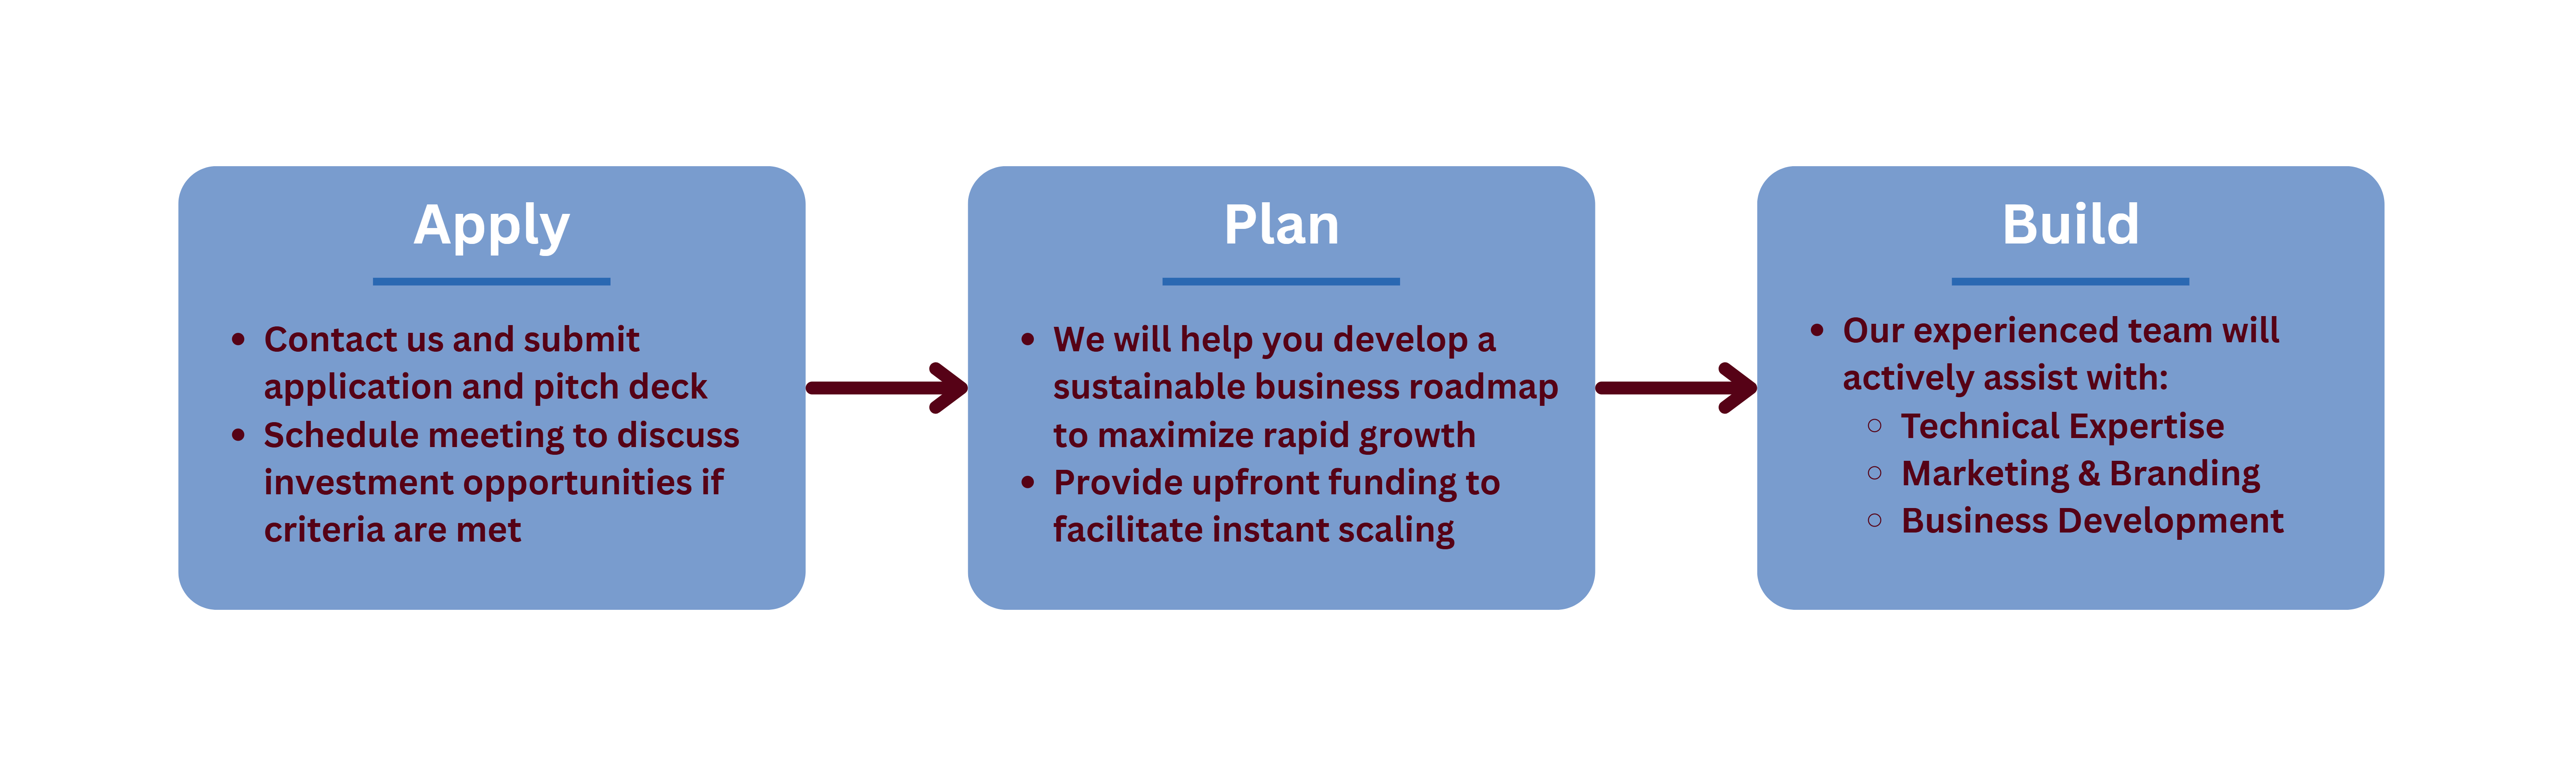 Apply
• Contact us and submit
application and pitch deck
• Schedule meeting to discuss
investment opportunities if
criteria are met
Plan
• We will help you develop a
sustainable business roadmap
to maximize rapid growth
• Provide upfront funding to
facilitate instant scaling
Build
• Our experienced team will
actively assist with:
○ Technical Expertise
○ Marketing & Branding
○ Business Development